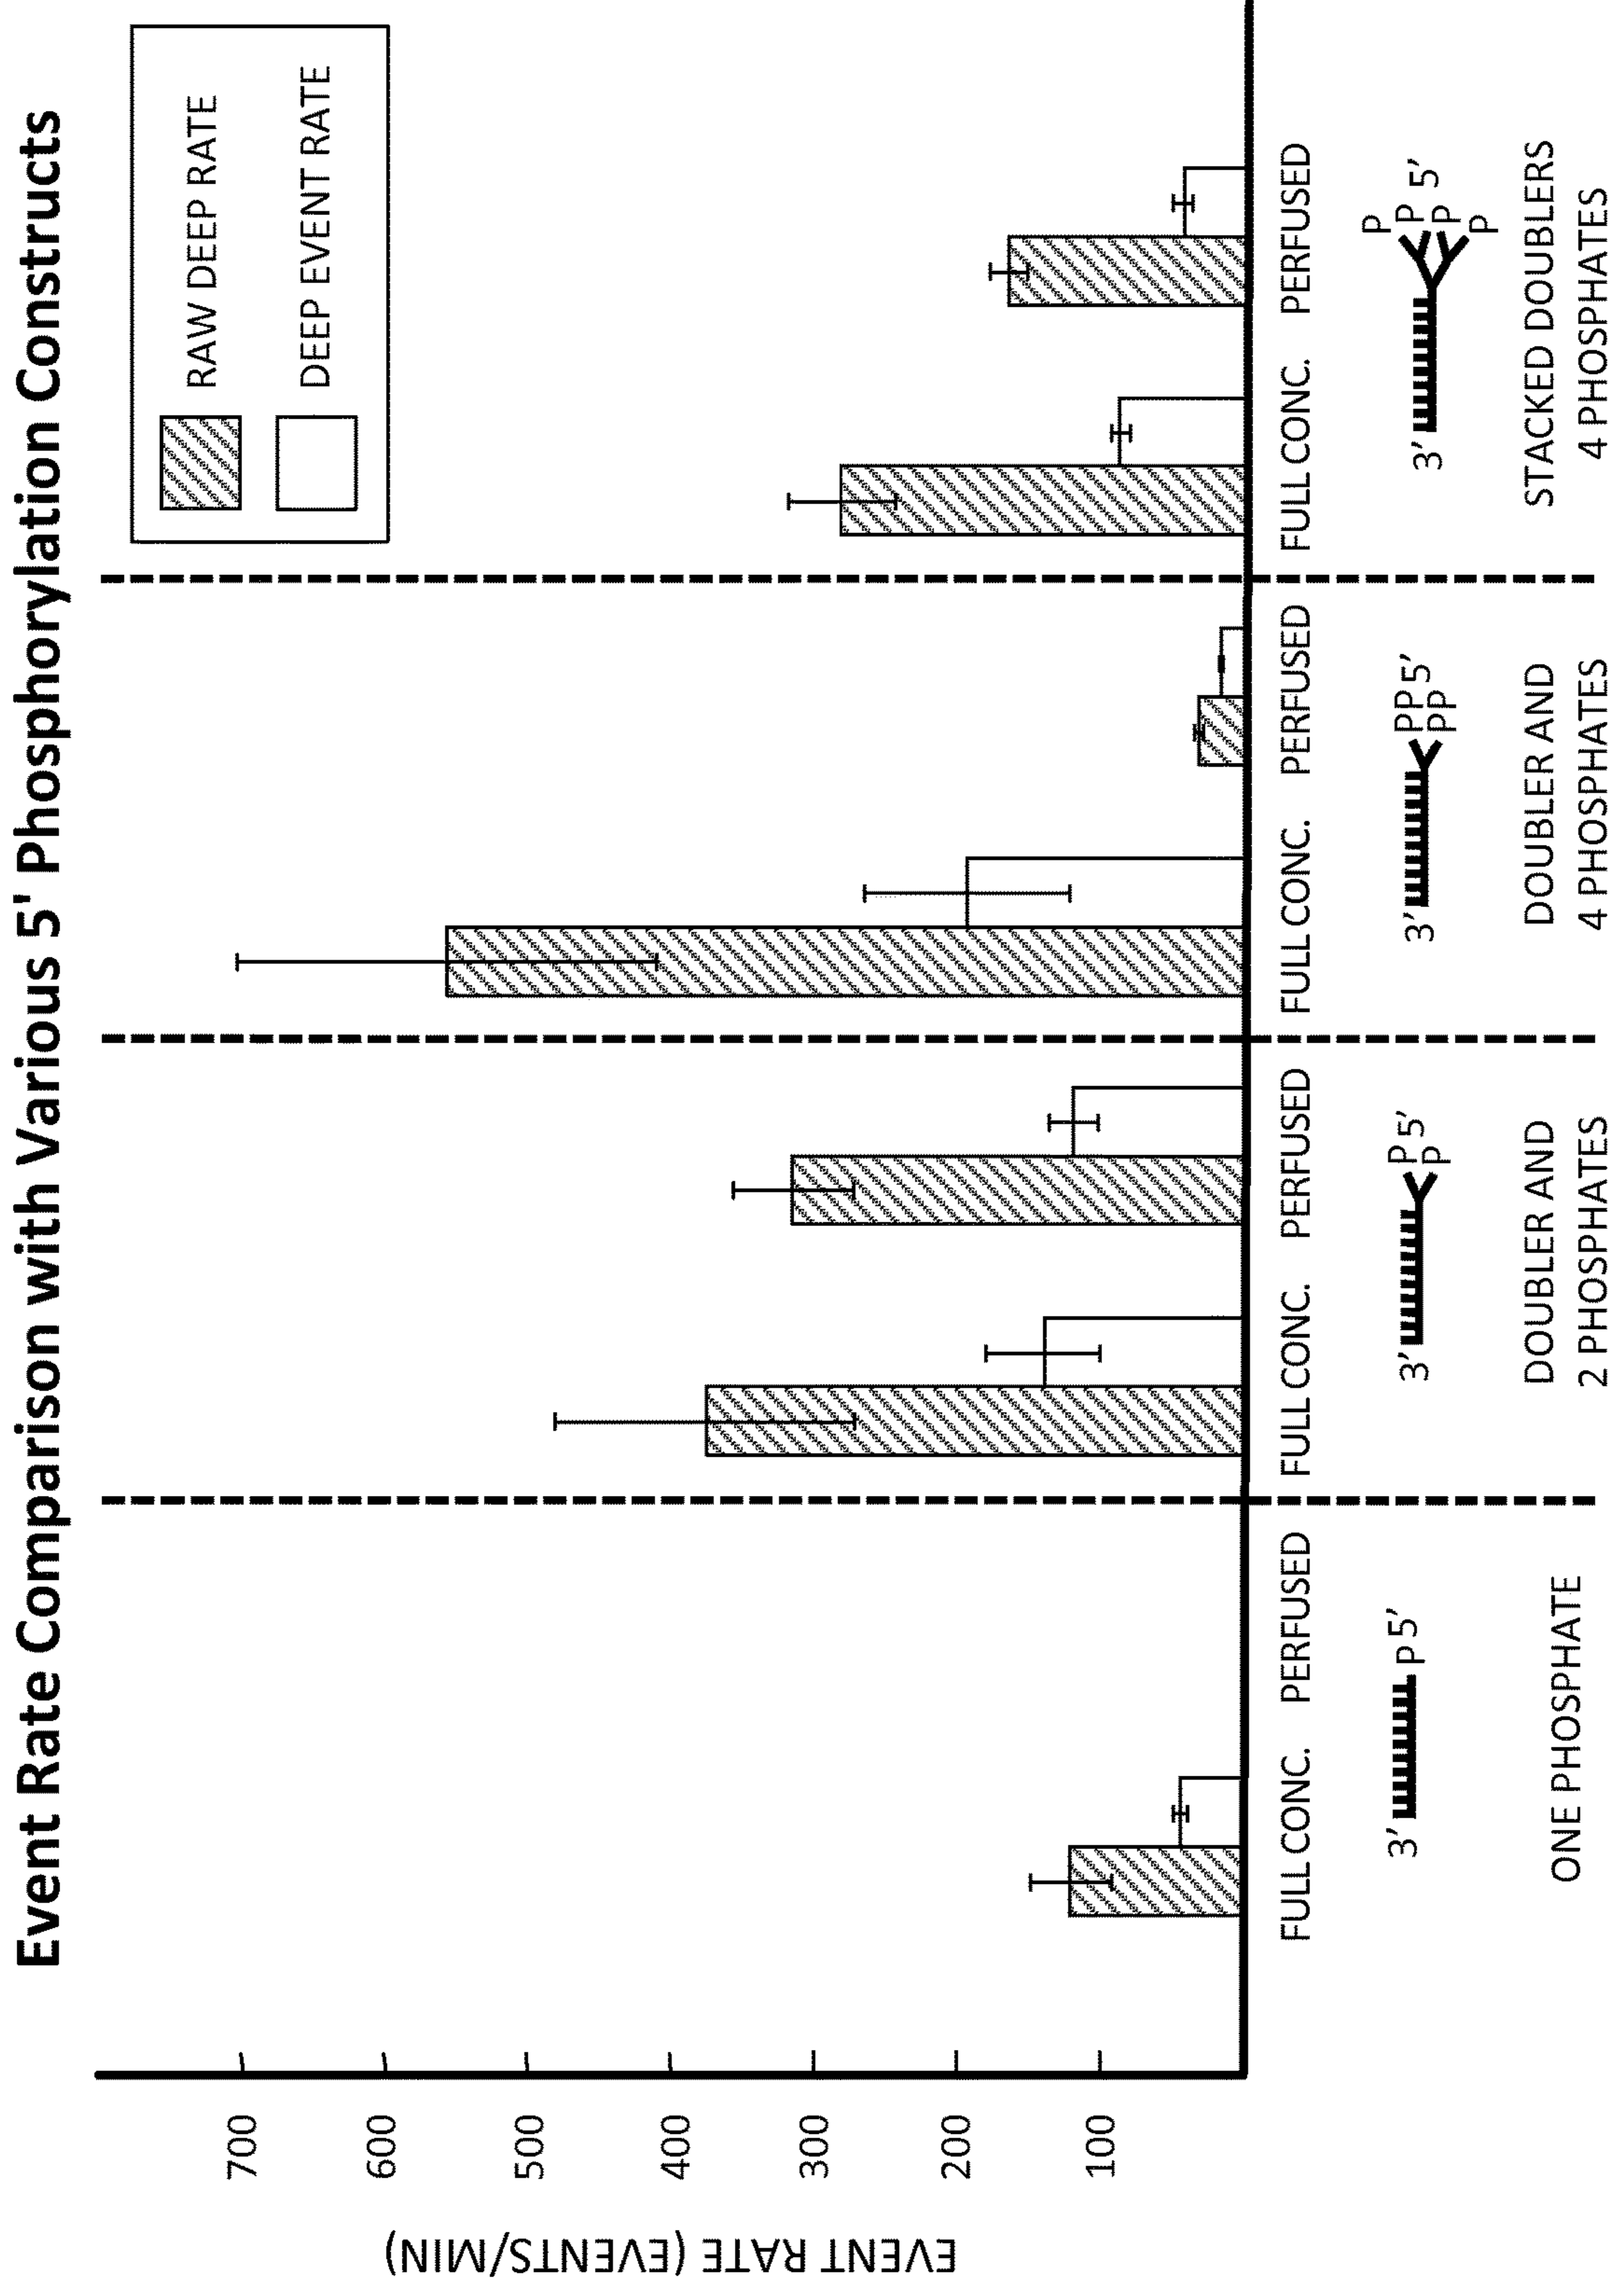 Event Rate Comparison with Various 5' Phosphorylation Constructs
RAW DEEP RATE
DEEP EVENT RATE
EVENT RATE (EVENTS/MIN)
700
600
500
400
300
200
100
FULL CONC. PERFUSED FULL CONC. PERFUSED FULL CONC. PERFUSED FULL CONC. PERFUSED
3' P 5'
ONE PHOSPHATE
3' P 5'
P
DOUBLER AND
2 PHOSPHATES
3' PP 5'
PP
DOUBLER AND
4 PHOSPHATES
P
P
3' 5'
P
P
STACKED DOUBLERS
4 PHOSPHATES